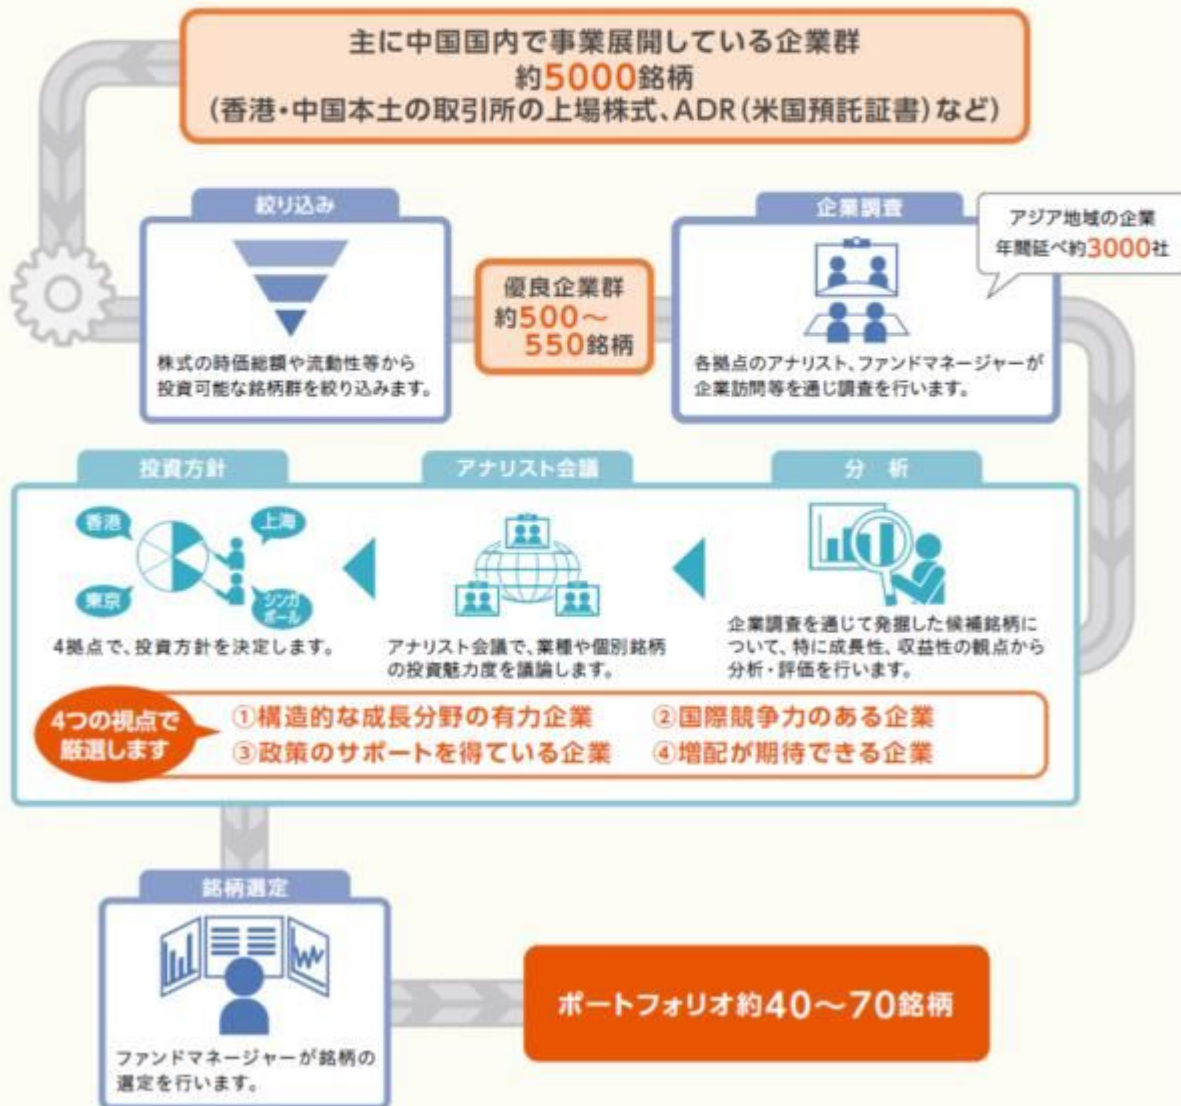 主に中国国内で事業展開している企業群
約5000銘柄
(香港・中国本土の取引所の上場株式、ADR(米国預託証書)など)
絞り込み
株式の時価総額や流動性等から
投資可能な銘柄群を絞り込みます。
優良企業群
約500～
550銘柄
企業調査
アジア地域の企業
年間延べ約3000社
各拠点のアナリスト、ファンドマネージャーが
企業訪問等を通じ調査を行います。
分 析
企業調査を通じて発掘した候補銘柄に
ついて、特に成長性、収益性の観点から
分析・評価を行います。
アナリスト会議
アナリスト会議で、業種や個別銘柄
の投資魅力度を議論します。
投資方針
香港
上海
東京
シンガ
ポール
4拠点で、投資方針を決定します。
4つの視点で
厳選します
①構造的な成長分野の有力企業 ②国際競争力のある企業
③政策のサポートを得ている企業 ④増配が期待できる企業
銘柄選定
ファンドマネージャーが銘柄の
選定を行います。
ポートフォリオ約40～70銘柄